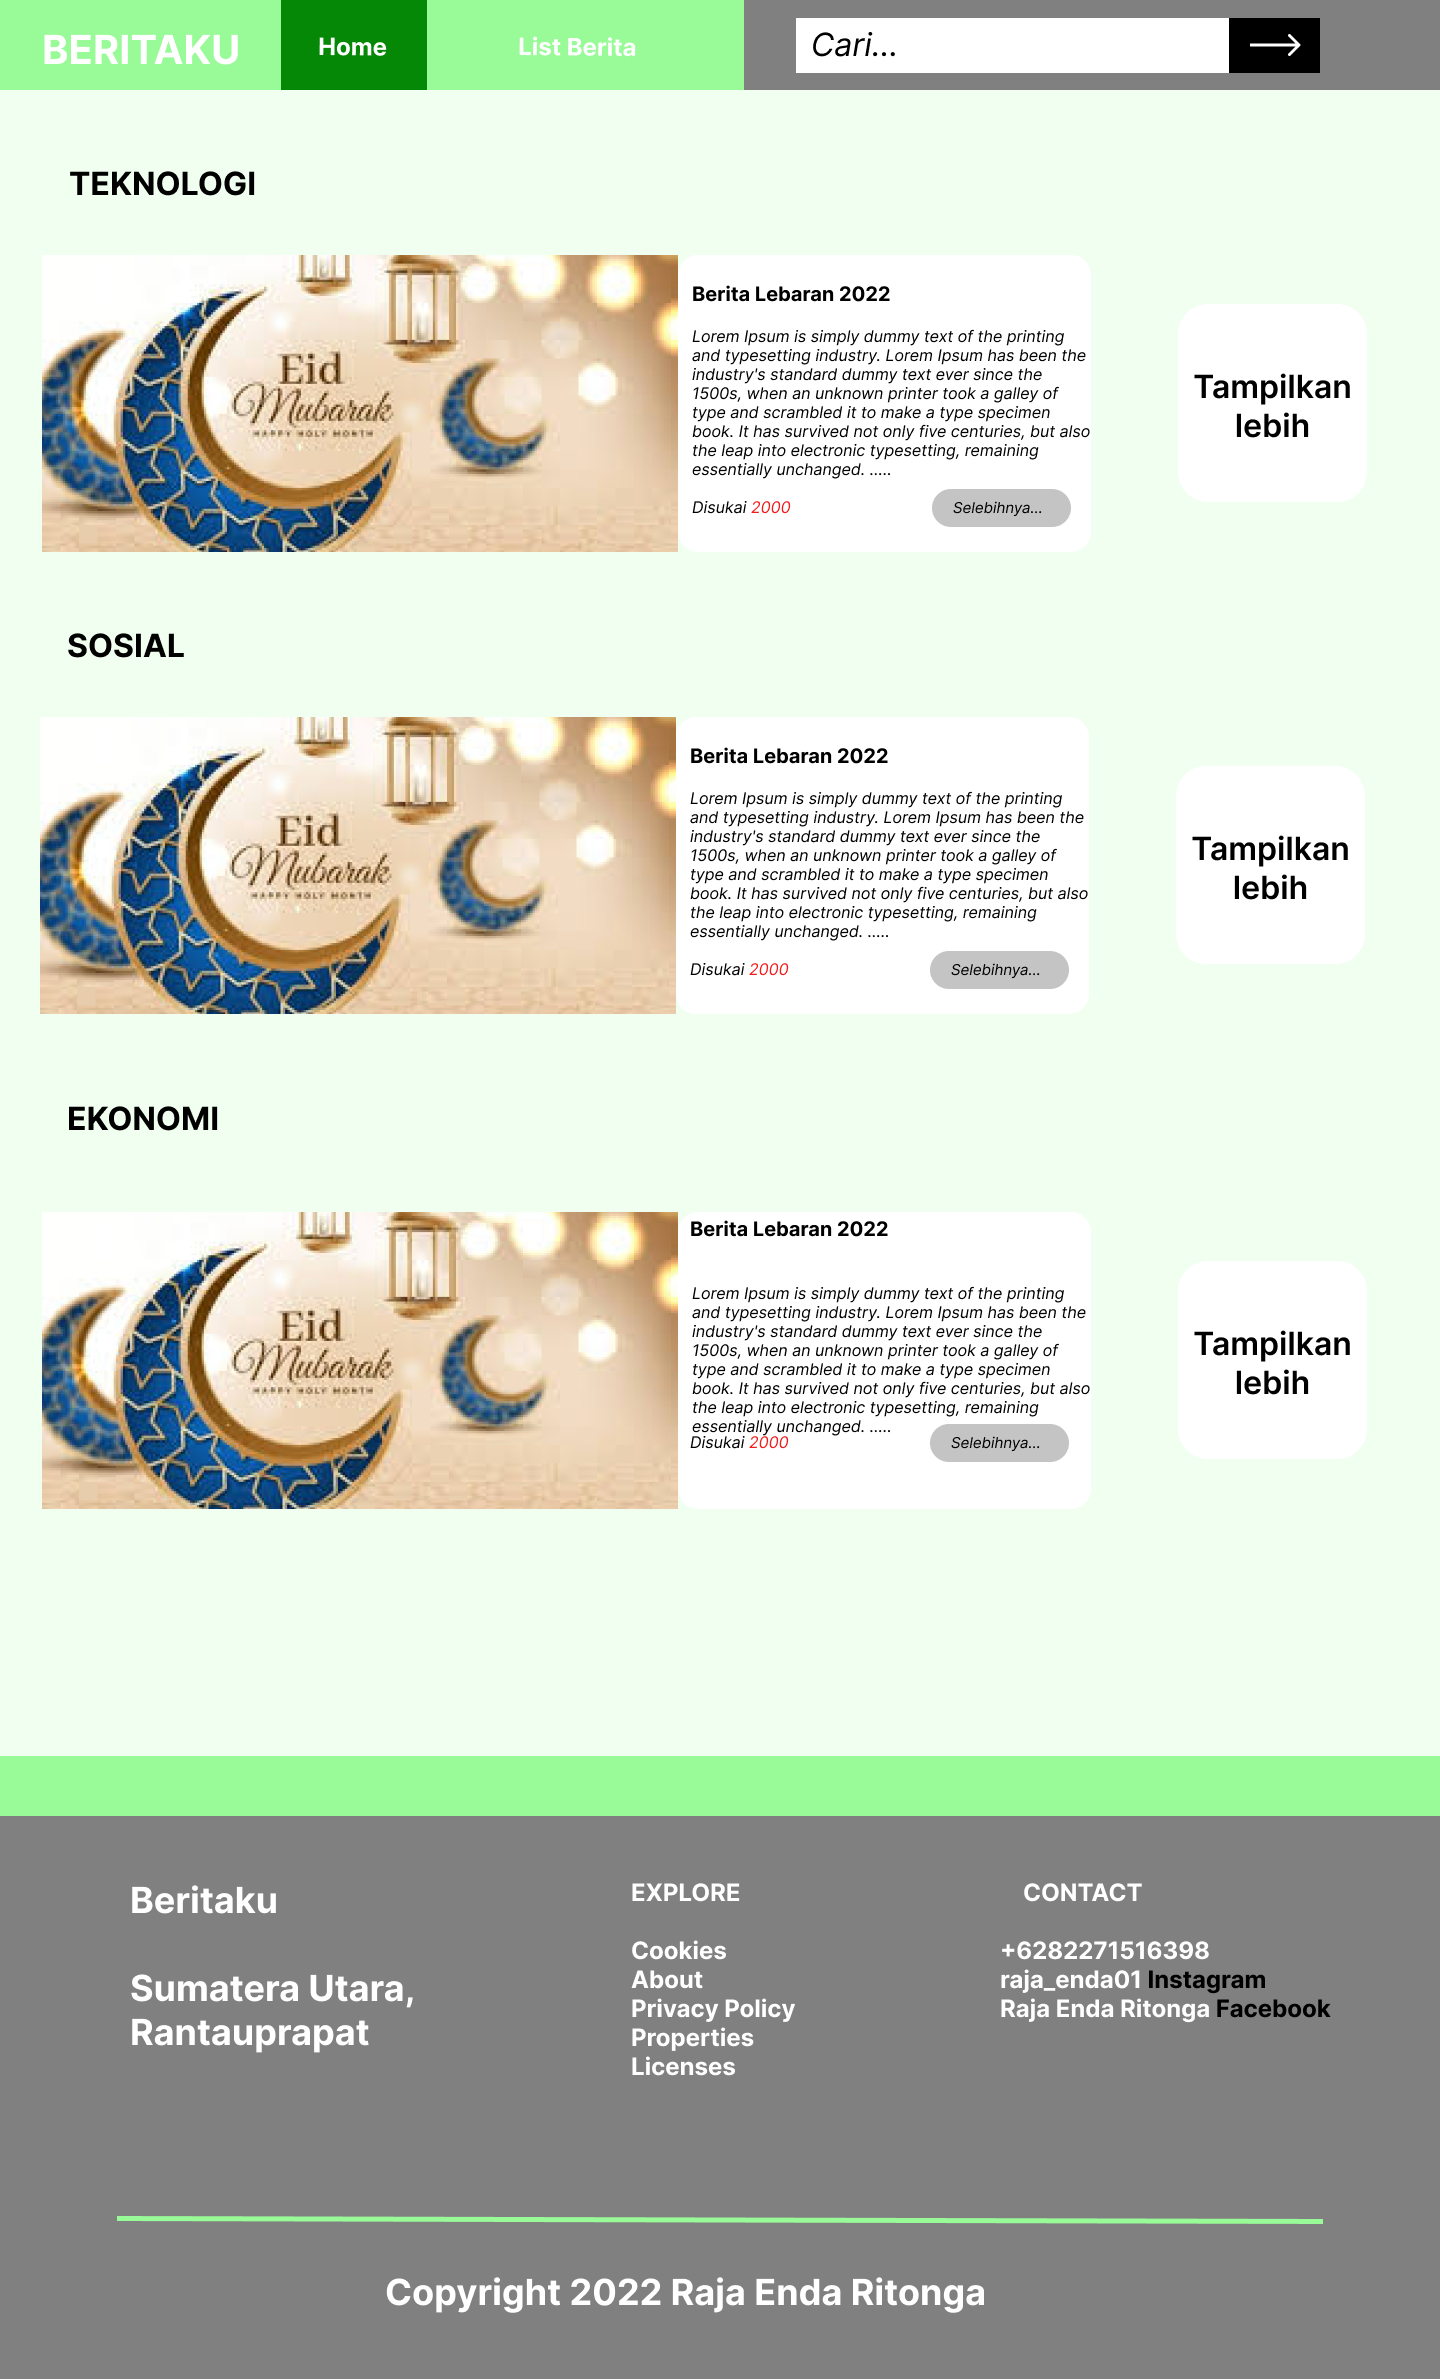 BERITAKU
Home
List Berita
Cari...
TEKNOLOGI
Eid
Mubarak
HAPPY HOLY MONTH
Berita Lebaran 2022
Lorem Ipsum is simply dummy text of the printing
and typesetting industry. Lorem Ipsum has been the
industry's standard dummy text ever since the
1500s, when an unknown printer took a galley of
type and scrambled it to make a type specimen
book. It has survived not only five centuries, but also
the leap into electronic typesetting, remaining
essentially unchanged. .....
Disukai 2000
Selebihnya...
Tampilkan
lebih
SOSIAL
Eid
Mubarak
HAPPY HOLY MONTH
Berita Lebaran 2022
Lorem Ipsum is simply dummy text of the printing
and typesetting industry. Lorem Ipsum has been the
industry's standard dummy text ever since the
1500s, when an unknown printer took a galley of
type and scrambled it to make a type specimen
book. It has survived not only five centuries, but also
the leap into electronic typesetting, remaining
essentially unchanged. .....
Disukai 2000
Selebihnya...
Tampilkan
lebih
EKONOMI
Eid
Mubarak
HAPPY HOLY MONTH
Berita Lebaran 2022
Lorem Ipsum is simply dummy text of the printing
and typesetting industry. Lorem Ipsum has been the
industry's standard dummy text ever since the
1500s, when an unknown printer took a galley of
type and scrambled it to make a type specimen
book. It has survived not only five centuries, but also
the leap into electronic typesetting, remaining
essentially unchanged. .....
Disukai 2000
Selebihnya...
Tampilkan
lebih
Beritaku
Sumatera Utara,
Rantauprapat
EXPLORE
Cookies
About
Privacy Policy
Properties
Licenses
CONTACT
+6282271516398
raja_enda01 Instagram
Raja Enda Ritonga Facebook
Copyright 2022 Raja Enda Ritonga